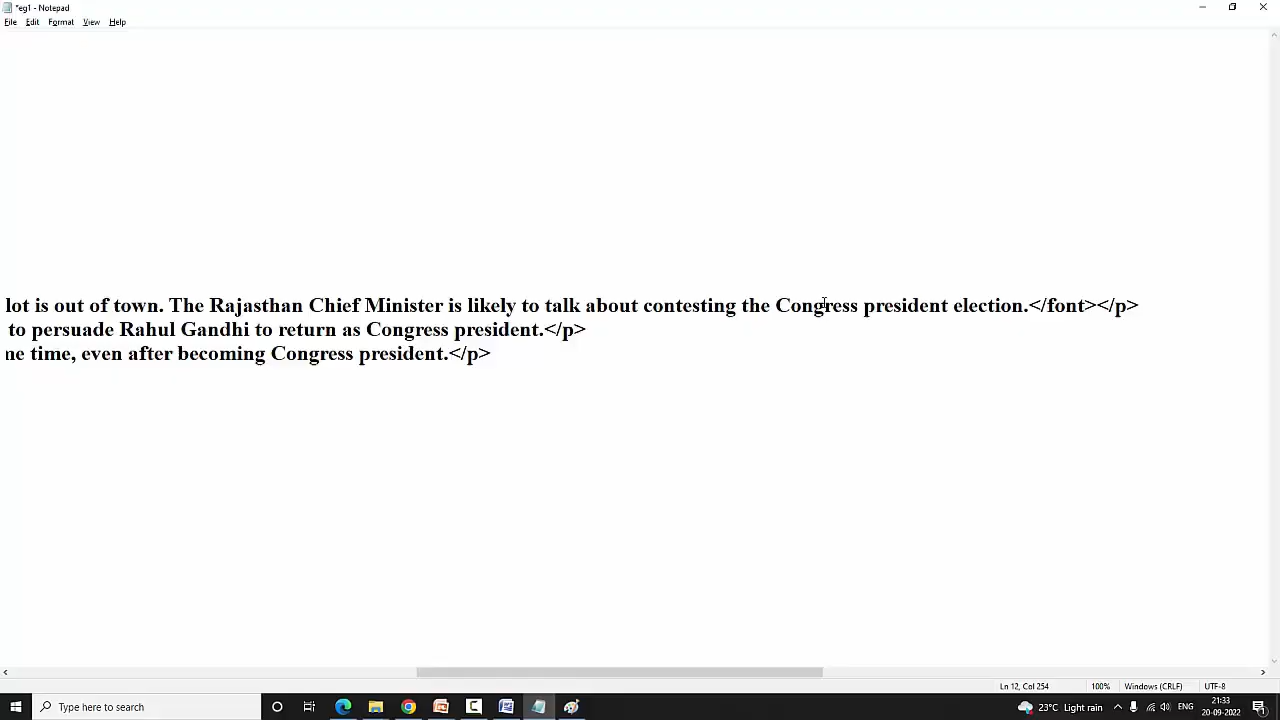 *eg1 - Notepad
File Edit Format View Help
lot is out of town. The Rajasthan Chief Minister is likely to talk about contesting the Congress president election.</font></p>
to persuade Rahul Gandhi to return as Congress president.</p>
me time, even after becoming Congress president.</p>
Ln 12, Col 254 100% Windows (CRLF) UTF-8
Type here to search 23°C Light rain ENG 21:33
20-09-2022